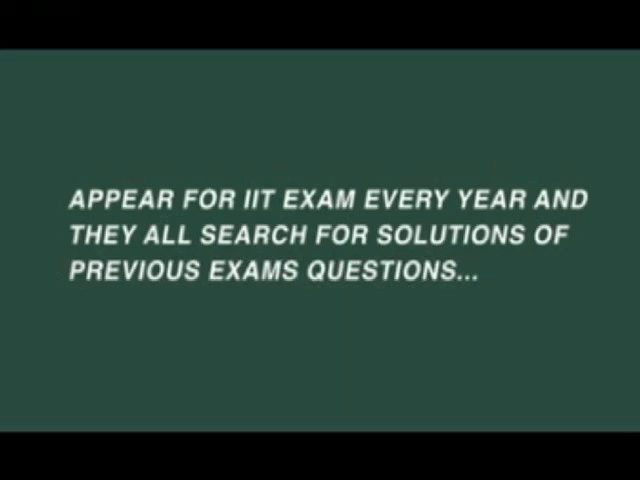 APPEAR FOR IIT EXAM EVERY YEAR AND
THEY ALL SEARCH FOR SOLUTIONS OF
PREVIOUS EXAMS QUESTIONS...